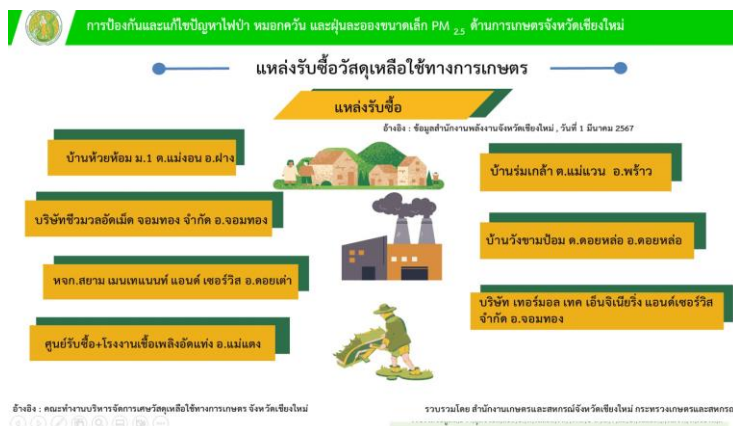 การป้องกันและแก้ไขปัญหาไฟป่า หมอกควัน และฝุ่นละอองขนาดเล็ก PM 2.5 ด้านการเกษตรจังหวัดเชียงใหม่
แหล่งรับซื้อวัสดุเหลือใช้ทางการเกษตร
แหล่งรับซื้อ
อ้างอิง : ข้อมูลสำนักงานพลังงานจังหวัดเชียงใหม่ , วันที่ 1 มีนาคม 2567
บ้านห้วยห้อม ม.1 ต.แม่งอน อ.ฝาง
บริษัทชีวมวลอัดเม็ด จอมทอง จำกัด อ.จอมทอง
หจก.สยาม เมนเทแนนท์ แอนด์ เซอร์วิส อ.ดอยเต่า
ศูนย์รับซื้อ+โรงงานเชื้อเพลิงอัดแท่ง อ.แม่แตง
บ้านร่มเกล้า ต.แม่แวน อ.พร้าว
บ้านวังขามป้อม ต.ดอยหล่อ อ.ดอยหล่อ
บริษัท เทอร์มอล เทค เอ็นจิเนียริ่ง แอนด์เซอร์วิส
จำกัด อ.จอมทอง
อ้างอิง : คณะทำงานบริหารจัดการเศษวัสดุเหลือใช้ทางการเกษตร จังหวัดเชียงใหม่
รวบรวมโดย สำนักงานเกษตรและสหกรณ์จังหวัดเชียงใหม่ กระทรวงเกษตรและสหกรณ์